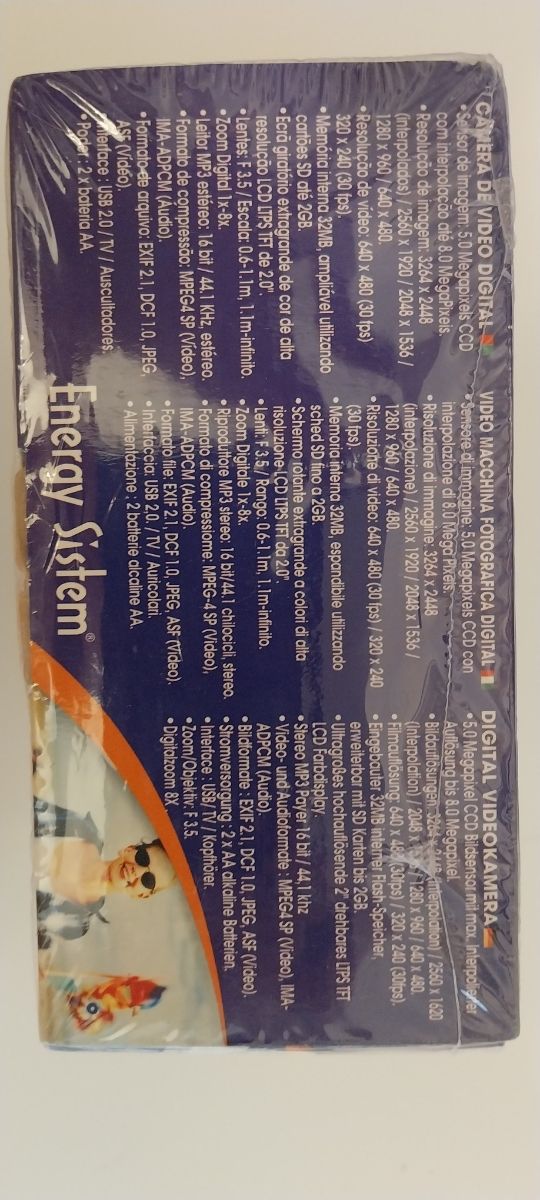 CAMERA DE VIDEO DIGITAL
• Sensor de Imagem: 5.0 Megapixels CCD
com interpolação até 8.0 MegaPixels.
• Resolução de imagem: 3264 x 2448
(Interpolados) / 2560 x 1920 / 2048 x 1536 /
1280 x 960 / 640 x 480.
• Resolução de vídeo: 640 x 480 (30 fps)
320 x 240 (30 fps).
• Memória interna 32MB, ampliável utilizando
cartões SD até 2GB.
• Ecrã giratório extragrande de cor de alta
resolução LCD LTPS TFT de 2.0".
• Lentes: F 3.5 / Escala: 0.6-1.1m, 1.1m-infinito.
• Zoom Digital 1x-8x.
• Leitor MP3 estéreo: 16 bit / 44.1 KHz, estéreo.
• Formato de compressão: MPEG4 SP (Vídeo),
IMA-ADPCM (Áudio).
• Formato de arquivo: EXIF 2.1, DCF 1.0, JPEG,
ASF (Vídeo),
• Interface : USB 2.0 / TV / Auscultadores.
• Poder : 2 x bateria AA.
VIDEO MACCHINA FOTOGRAFICA DIGITAL
• Sensore di immagine: 5.0 Megapixels CCD con
interpolazione di 8.0 Mega Pixels.
• Risoluzione di immagine: 3264 x 2448
(interpolazione) / 2560 x 1920 / 2048 x 1536 /
1280 x 960 / 640 x 480.
• Risoluzione di video: 640 x 480 (30 fps) / 320 x 240
(30 fps).
• Memoria interna 32MB, espandibile utilizzando
sched SD fino a 2GB.
• Schermo rotante extragrande a colori di alta
risoluzione LCD LTPS TFT da 2.0".
• Lenti: F 3.5 / Rango: 0.6-1.1m, 1.1m-infinito.
• Zoom Digitale 1x-8x.
• Riproduttore MP3 stereo: 16 bit/44.1 chilocicli, stereo.
• Formato di compressione: MPEG-4 SP (Video),
IMA-ADPCM (Audio).
• Formato file: EXIF 2.1, DCF 1.0, JPEG, ASF (Video).
• Interfaccia: USB 2.0. / TV / Auricolari.
• Alimentazione : 2 batterie alcaline AA.
DIGITAL VIDEOKAMERA
• 5.0 Megapixel CCD Bildsensor mit max. interpolierter
Auflösung bis 8.0 Megapixel.
• Bildauflösungen: 3264 x 2448 (Interpodation) / 2560 x 1620
(Interpodation) / 2048 / 1280 x 960 / 640 x 480.
• Filmauflösung: 640 x 480 (30fps) / 320 x 240 (30fps).
• Eingebauter 32MB interner Flash-Speicher,
erweiterbar mit SD Karten bis 2GB.
• Ultragroßes hochauflösende 2" drehbares LTPS TFT
LCD Farbdisplay.
• Stereo MP3 Player 16 bit / 44,1 khz
• Video- und Audioformate : MPEG4 SP (Video), IMA-
ADPCM (Audio).
• Bildformate : EXIF 2.1, DCF 1.0, JPEG, ASF (Video).
• Stromversorgung : 2 x AA alkaline Batterien.
• Interface : USB/ TV / Kopfhörer.
• Zoom /Objektiv: F 3.5.
• Digitalzoom 8X.
Energy Sistem®